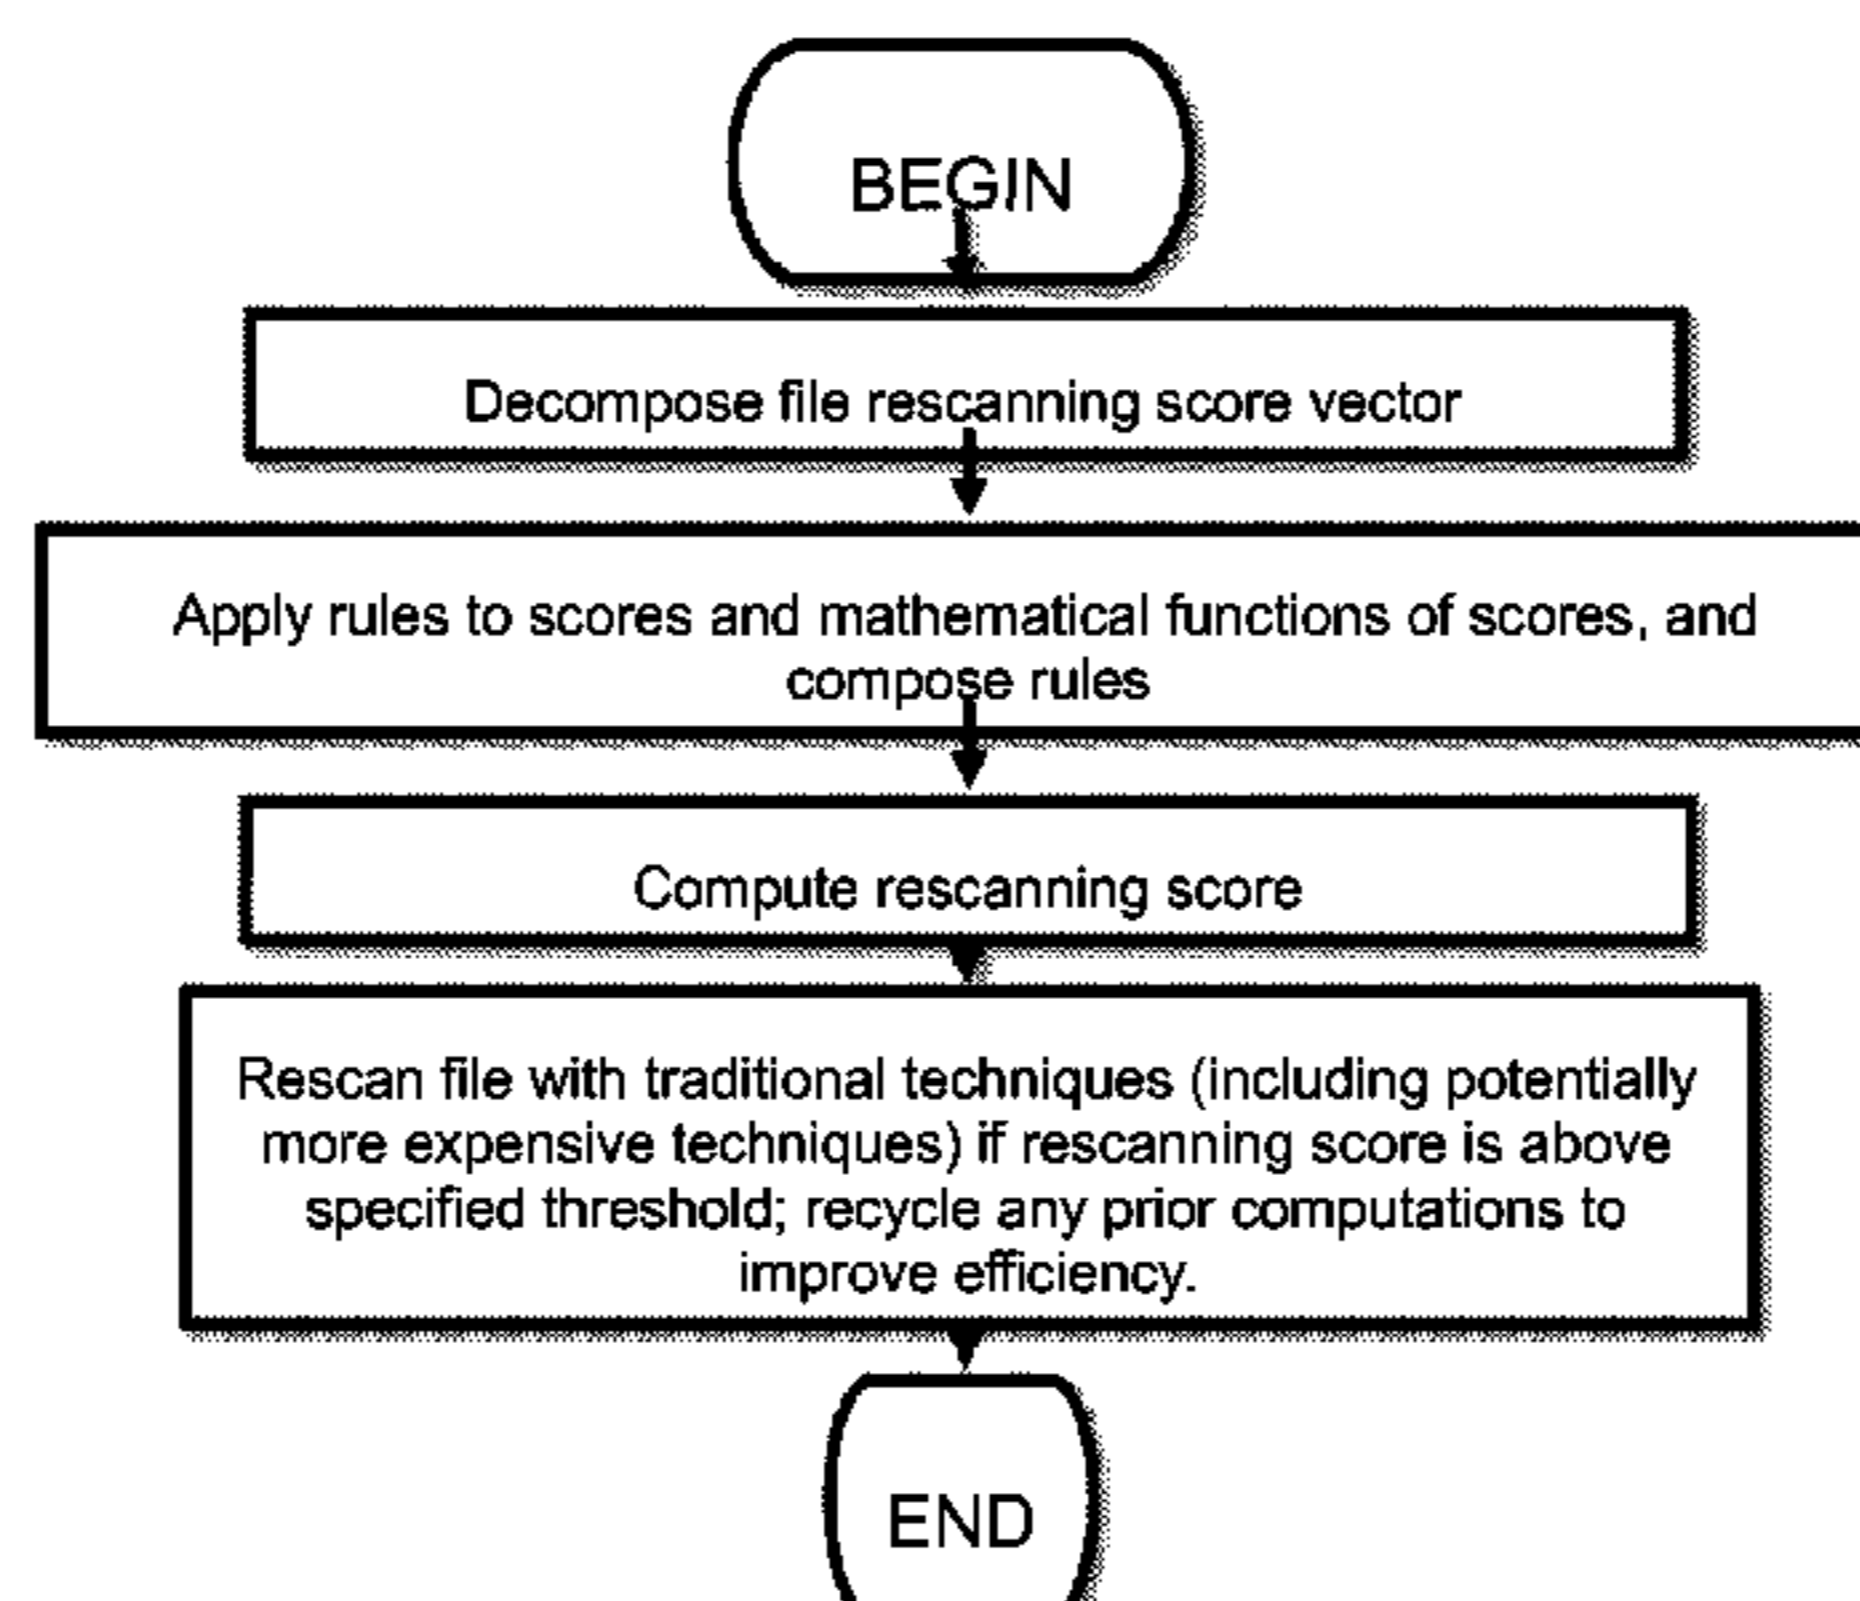 BEGIN
Decompose file rescanning score vector
Apply rules to scores and mathematical functions of scores, and
compose rules
Compute rescanning score
Rescan file with traditional techniques (including potentially
more expensive techniques) if rescanning score is above
specified threshold; recycle any prior computations to
improve efficiency.
END